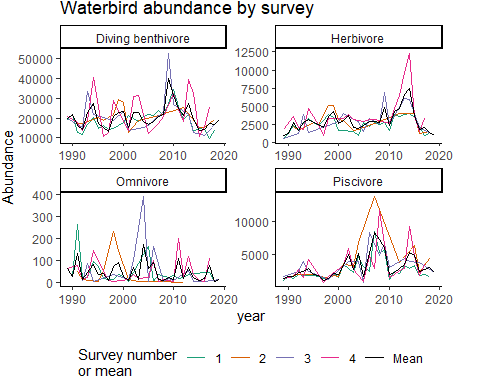 Waterbird abundance by survey
Diving benthivore
Herbivore
50000
40000
30000
20000
10000
12500
10000
7500
5000
2500
0
1990 2000 2010 2020
1990 2000 2010 2020
Abundance
Omnivore
Piscivore
400
300
200
100
0
10000
5000
1990 2000 2010 2020
1990 2000 2010 2020
year
Survey number
or mean
1 2 3 4 Mean